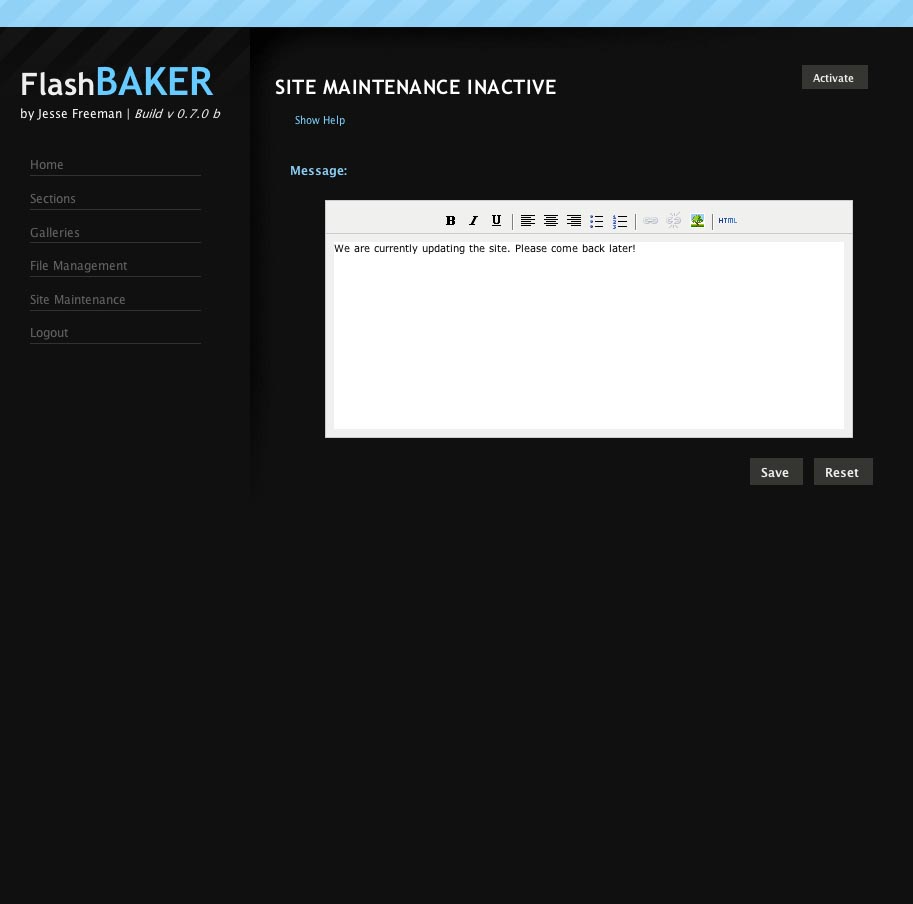 FlashBAKER
by Jesse Freeman | Build v 0.7.0 b
Home
Sections
Galleries
File Management
Site Maintenance
Logout
SITE MAINTENANCE INACTIVE
Activate
Show Help
Message:
B I U HTML
We are currently updating the site. Please come back later!
Save Reset